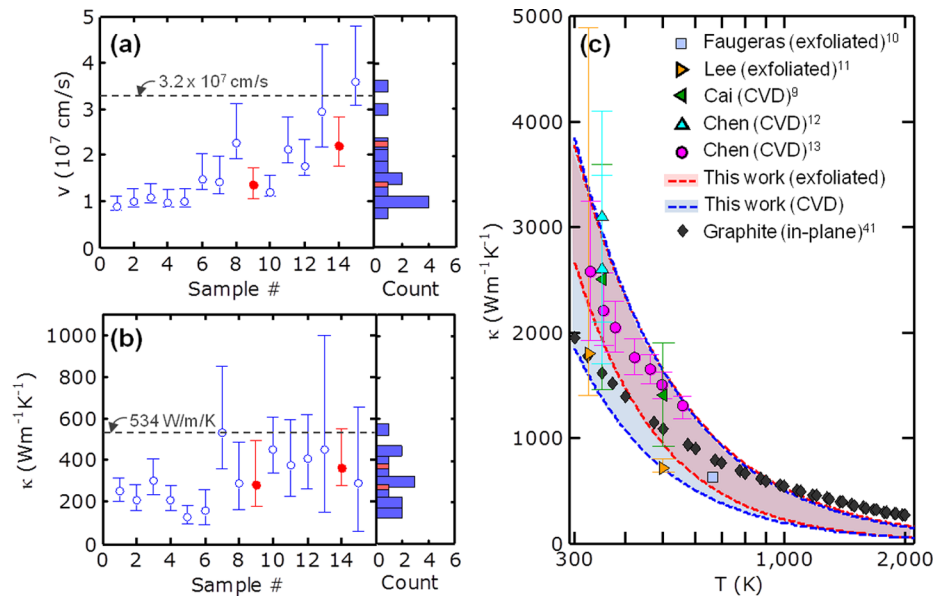 (a)
5
4
3
2
1
0
v (10⁷ cm/s)
3.2 x 10⁷ cm/s
0 2 4 6 8 10 12 14
Sample #
0 2 4 6
Count
(b)
1000
800
600
400
200
0
κ (Wm⁻¹K⁻¹)
534 W/m/K
0 2 4 6 8 10 12 14
Sample #
0 2 4 6
Count
(c)
5000
4000
3000
2000
1000
0
κ (Wm⁻¹K⁻¹)
Faugeras (exfoliated)¹⁰
Lee (exfoliated)¹¹
Cai (CVD)⁹
Chen (CVD)¹²
Chen (CVD)¹³
This work (exfoliated)
This work (CVD)
Graphite (in-plane)⁴¹
300 1,000 2,000
T (K)